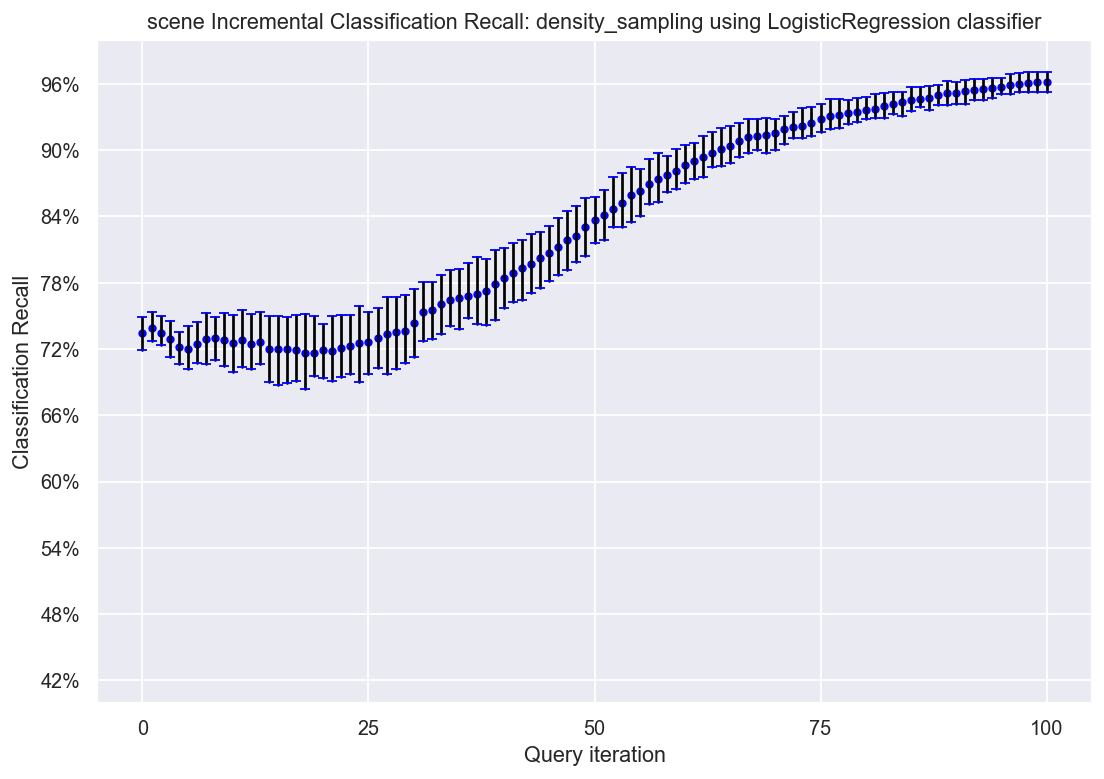 scene Incremental Classification Recall: density_sampling using LogisticRegression classifier
Classification Recall
96%
90%
84%
78%
72%
66%
60%
54%
48%
42%
0 25 50 75 100
Query iteration